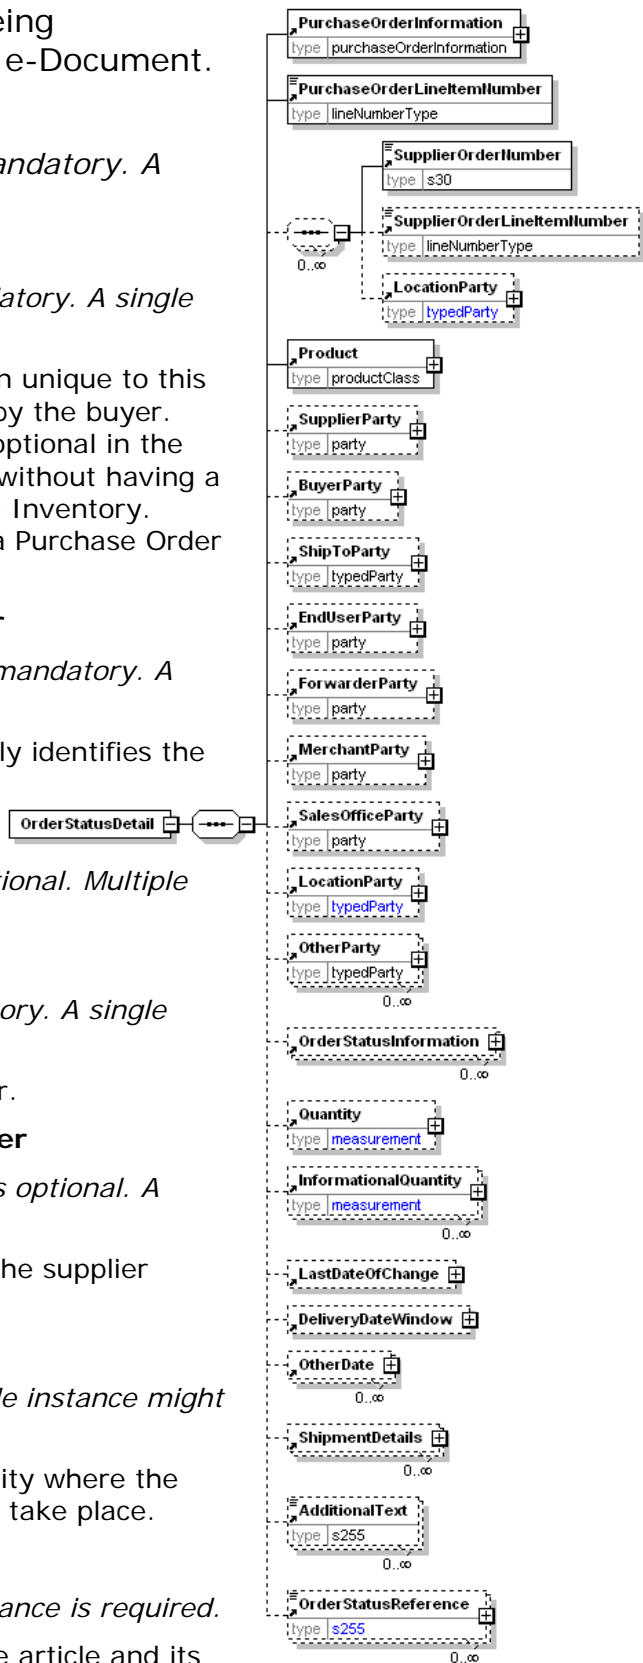 eing
e-Document.
andatory. A
latory. A single
n unique to this
by the buyer.
optional in the
without having a
Inventory.
a Purchase Order
r
mandatory. A
ly identifies the
tional. Multiple
ory. A single
r.
er
s optional. A
he supplier
le instance might
ity where the
take place.
ance is required.
e article and its
OrderStatusDetail
PurchaseOrderInformation
type purchaseOrderInformation
PurchaseOrderLineItemNumber
type lineNumberType
0..∞
SupplierOrderNumber
type s30
SupplierOrderLineItemNumber
type lineNumberType
LocationParty
type typedParty
Product
type productClass
SupplierParty
type party
BuyerParty
type party
ShipToParty
type typedParty
EndUserParty
type party
ForwarderParty
type party
MerchantParty
type party
SalesOfficeParty
type party
LocationParty
type typedParty
OtherParty
type typedParty
0..∞
OrderStatusInformation
0..∞
Quantity
type measurement
InformationalQuantity
type measurement
0..∞
LastDateOfChange
DeliveryDateWindow
OtherDate
0..∞
ShipmentDetails
0..∞
AdditionalText
type s255
0..∞
OrderStatusReference
type s255
0..∞